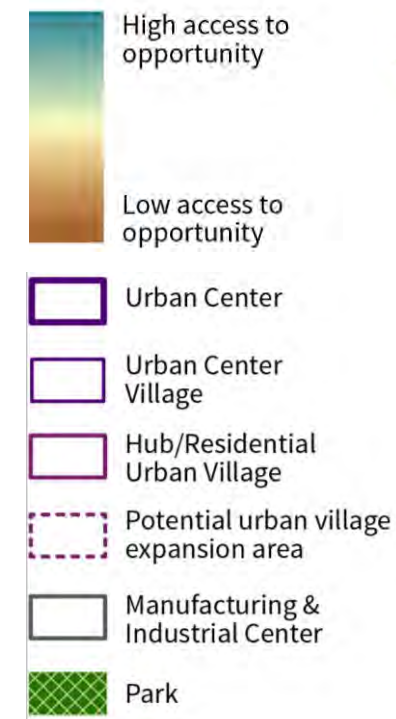 High access to
opportunity
Low access to
opportunity
Urban Center
Urban Center
Village
Hub/Residential
Urban Village
Potential urban village
expansion area
Manufacturing &
Industrial Center
Park